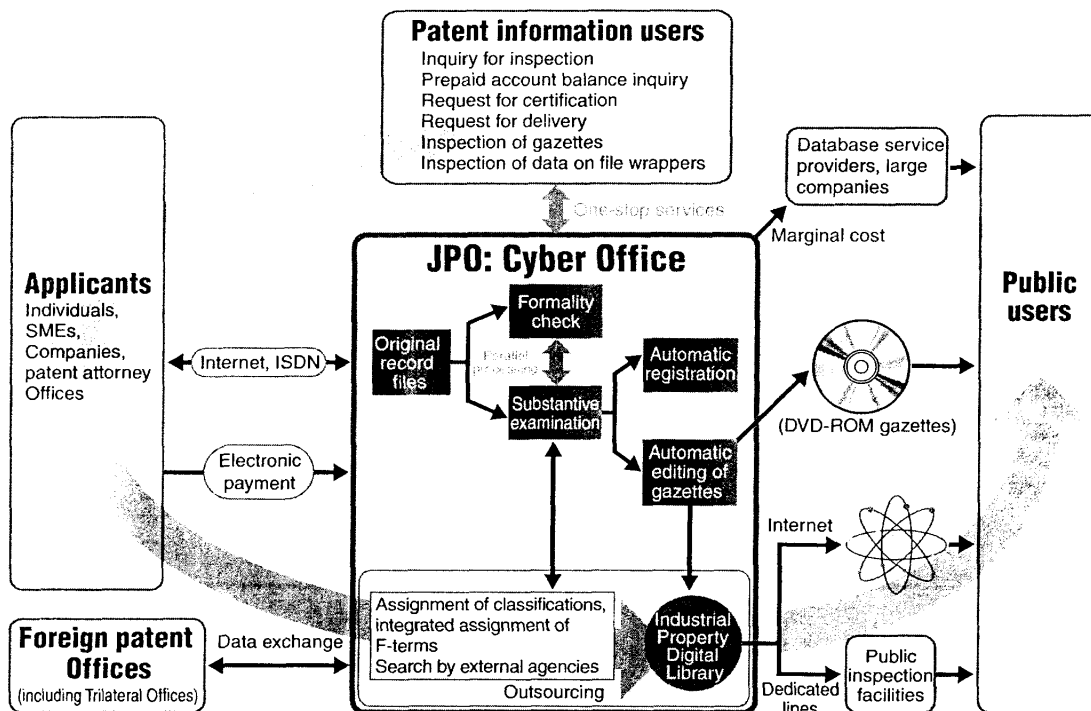 Patent information users
Inquiry for inspection
Prepaid account balance inquiry
Request for certification
Request for delivery
Inspection of gazettes
Inspection of data on file wrappers
One-stop services
Database service
providers, large
companies
Marginal cost
JPO: Cyber Office
Applicants
Individuals,
SMEs,
Companies,
patent attorney
Offices
Internet, ISDN
Electronic
payment
Original
record
files
Formality
check
Parallel
processing
Substantive
examination
Automatic
registration
Automatic
editing of
gazettes
Public
users
(DVD-ROM gazettes)
Internet
Assignment of classifications,
integrated assignment of
F-terms
Search by external agencies
Outsourcing
Industrial
Property
Digital
Library
Dedicated
lines
Public
inspection
facilities
Foreign patent
Offices
(including Trilateral Offices)
Data exchange